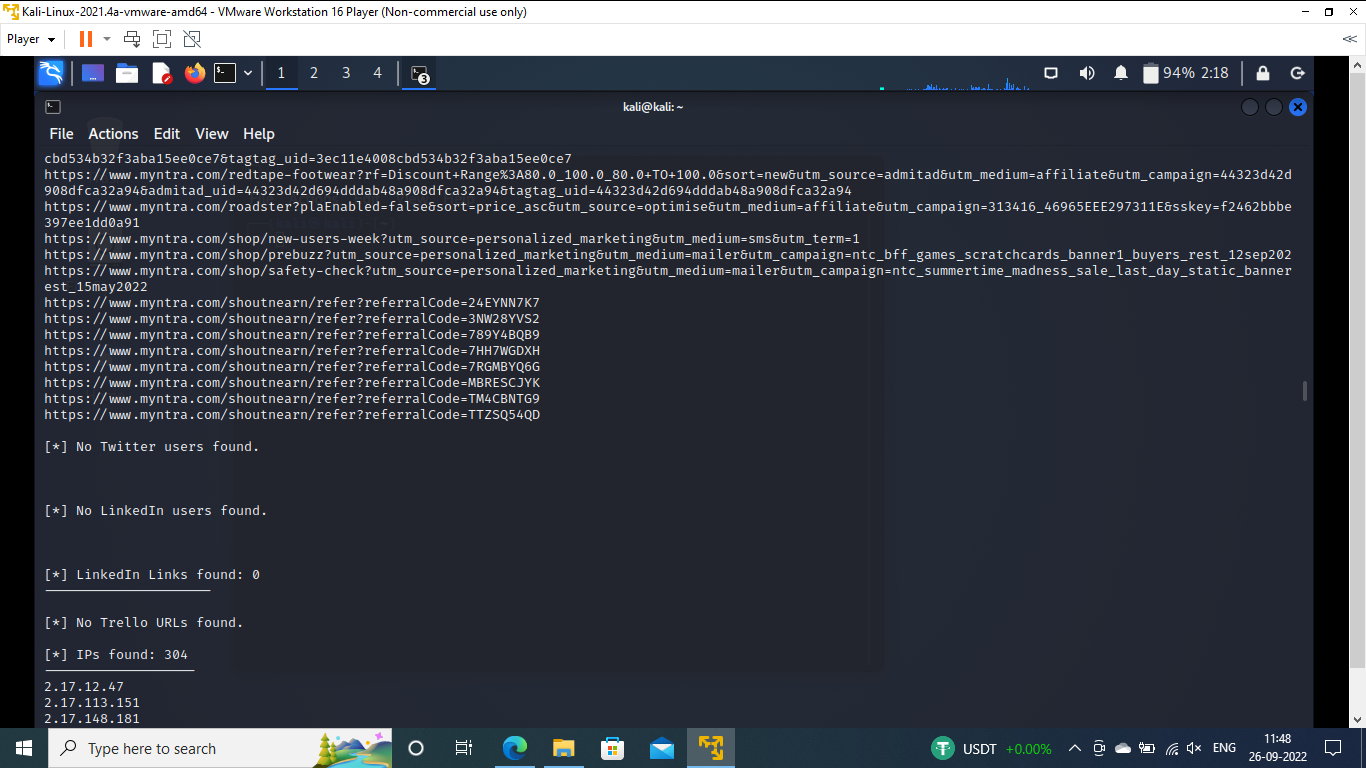 Kali-Linux-2021.4a-vmware-amd64 - VMware Workstation 16 Player (Non-commercial use only)
Player
1 2 3 4 3 94% 2:18
kali@kali: ~
File Actions Edit View Help
cbd534b32f3aba15ee0ce7&tagtag_uid=3ec11e4008cbd534b32f3aba15ee0ce7
https://www.myntra.com/redtape-footwear?rf=Discount+Range%3A80.0_100.0_80.0+TO+100.0&sort=new&utm_source=admitad&utm_medium=affiliate&utm_campaign=44323d42d
908dfca32a94&admitad_uid=44323d42d694dddab48a908dfca32a94&tagtag_uid=44323d42d694dddab48a908dfca32a94
https://www.myntra.com/roadster?plaEnabled=false&sort=price_asc&utm_source=optimise&utm_medium=affiliate&utm_campaign=313416_46965EEE297311E&sskey=f2462bbbe
397ee1dd0a91
https://www.myntra.com/shop/new-users-week?utm_source=personalized_marketing&utm_medium=sms&utm_term=1
https://www.myntra.com/shop/prebuzz?utm_source=personalized_marketing&utm_medium=mailer&utm_campaign=ntc_bff_games_scratchcards_banner1_buyers_rest_12sep202
https://www.myntra.com/shop/safety-check?utm_source=personalized_marketing&utm_medium=mailer&utm_campaign=ntc_summertime_madness_sale_last_day_static_banner
est_15may2022
https://www.myntra.com/shoutnearn/refer?referralCode=24EYNN7K7
https://www.myntra.com/shoutnearn/refer?referralCode=3NW28YVS2
https://www.myntra.com/shoutnearn/refer?referralCode=789Y4BQB9
https://www.myntra.com/shoutnearn/refer?referralCode=7HH7WGDXH
https://www.myntra.com/shoutnearn/refer?referralCode=7RGMBYQ6G
https://www.myntra.com/shoutnearn/refer?referralCode=MBRESCJYK
https://www.myntra.com/shoutnearn/refer?referralCode=TM4CBNTG9
https://www.myntra.com/shoutnearn/refer?referralCode=TTZSQ54QD
[*] No Twitter users found.
[*] No LinkedIn users found.
[*] LinkedIn Links found: 0
[*] No Trello URLs found.
[*] IPs found: 304
2.17.12.47
2.17.113.151
2.17.148.181
Type here to search
USDT +0.00%
ENG
11:48
26-09-2022